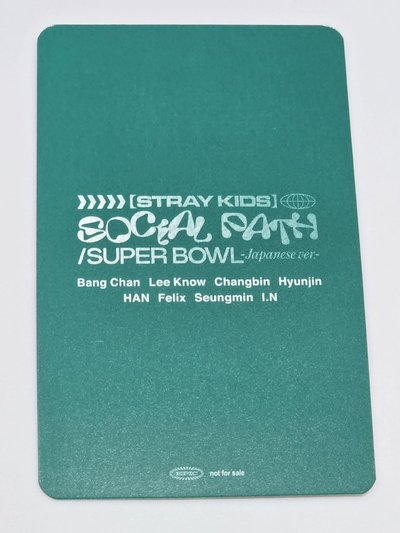 [STRAY KIDS]
SOCIAL PATH
/SUPER BOWL -Japanese ver.-
Bang Chan Lee Know Changbin Hyunjin
HAN Felix Seungmin I.N
EPIC not for sale